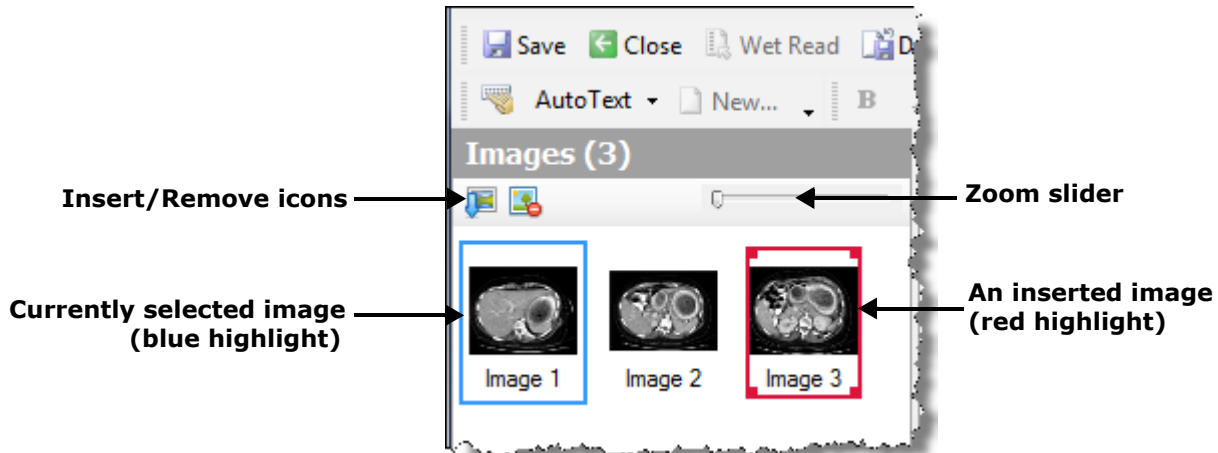 Save Close Wet Read D
AutoText New... B
Images (3)
Insert/Remove icons
Zoom slider
Currently selected image
(blue highlight)
An inserted image
(red highlight)
Image 1 Image 2 Image 3